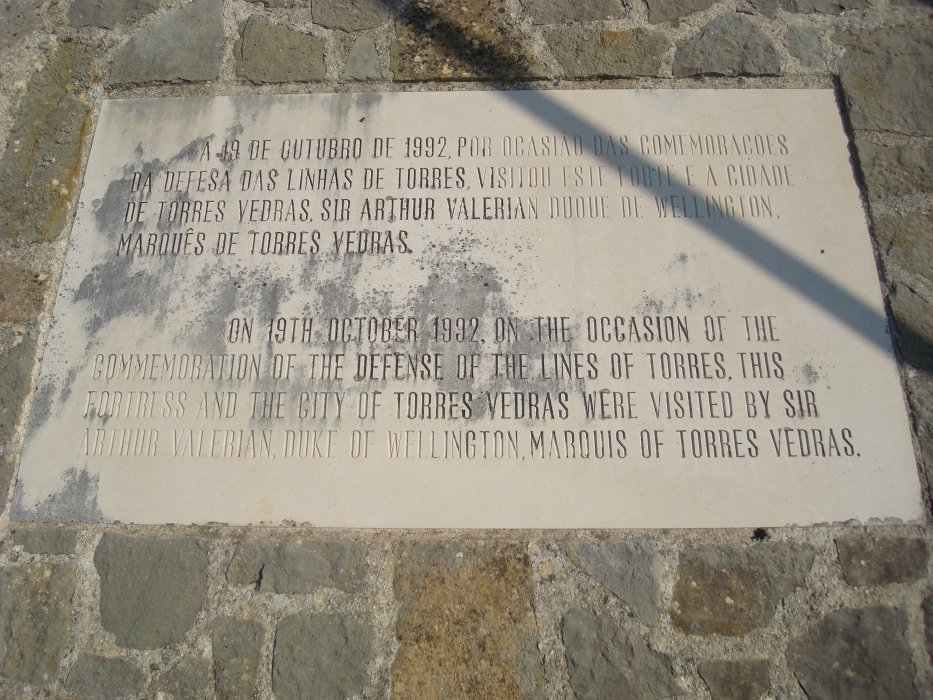 A 19 DE OUTUBRO DE 1992, POR OCASIÃO DAS COMEMORAÇÕES
DA DEFESA DAS LINHAS DE TORRES, VISITOU ESTE FORTE E A CIDADE
DE TORRES VEDRAS, SIR ARTHUR VALERIAN DUQUE DE WELLINGTON,
MARQUÊS DE TORRES VEDRAS.
ON 19TH OCTOBER 1992, ON THE OCCASION OF THE
COMMEMORATION OF THE DEFENSE OF THE LINES OF TORRES, THIS
FORTRESS AND THE CITY OF TORRES VEDRAS WERE VISITED BY SIR
ARTHUR VALERIAN, DUKE OF WELLINGTON, MARQUIS OF TORRES VEDRAS.